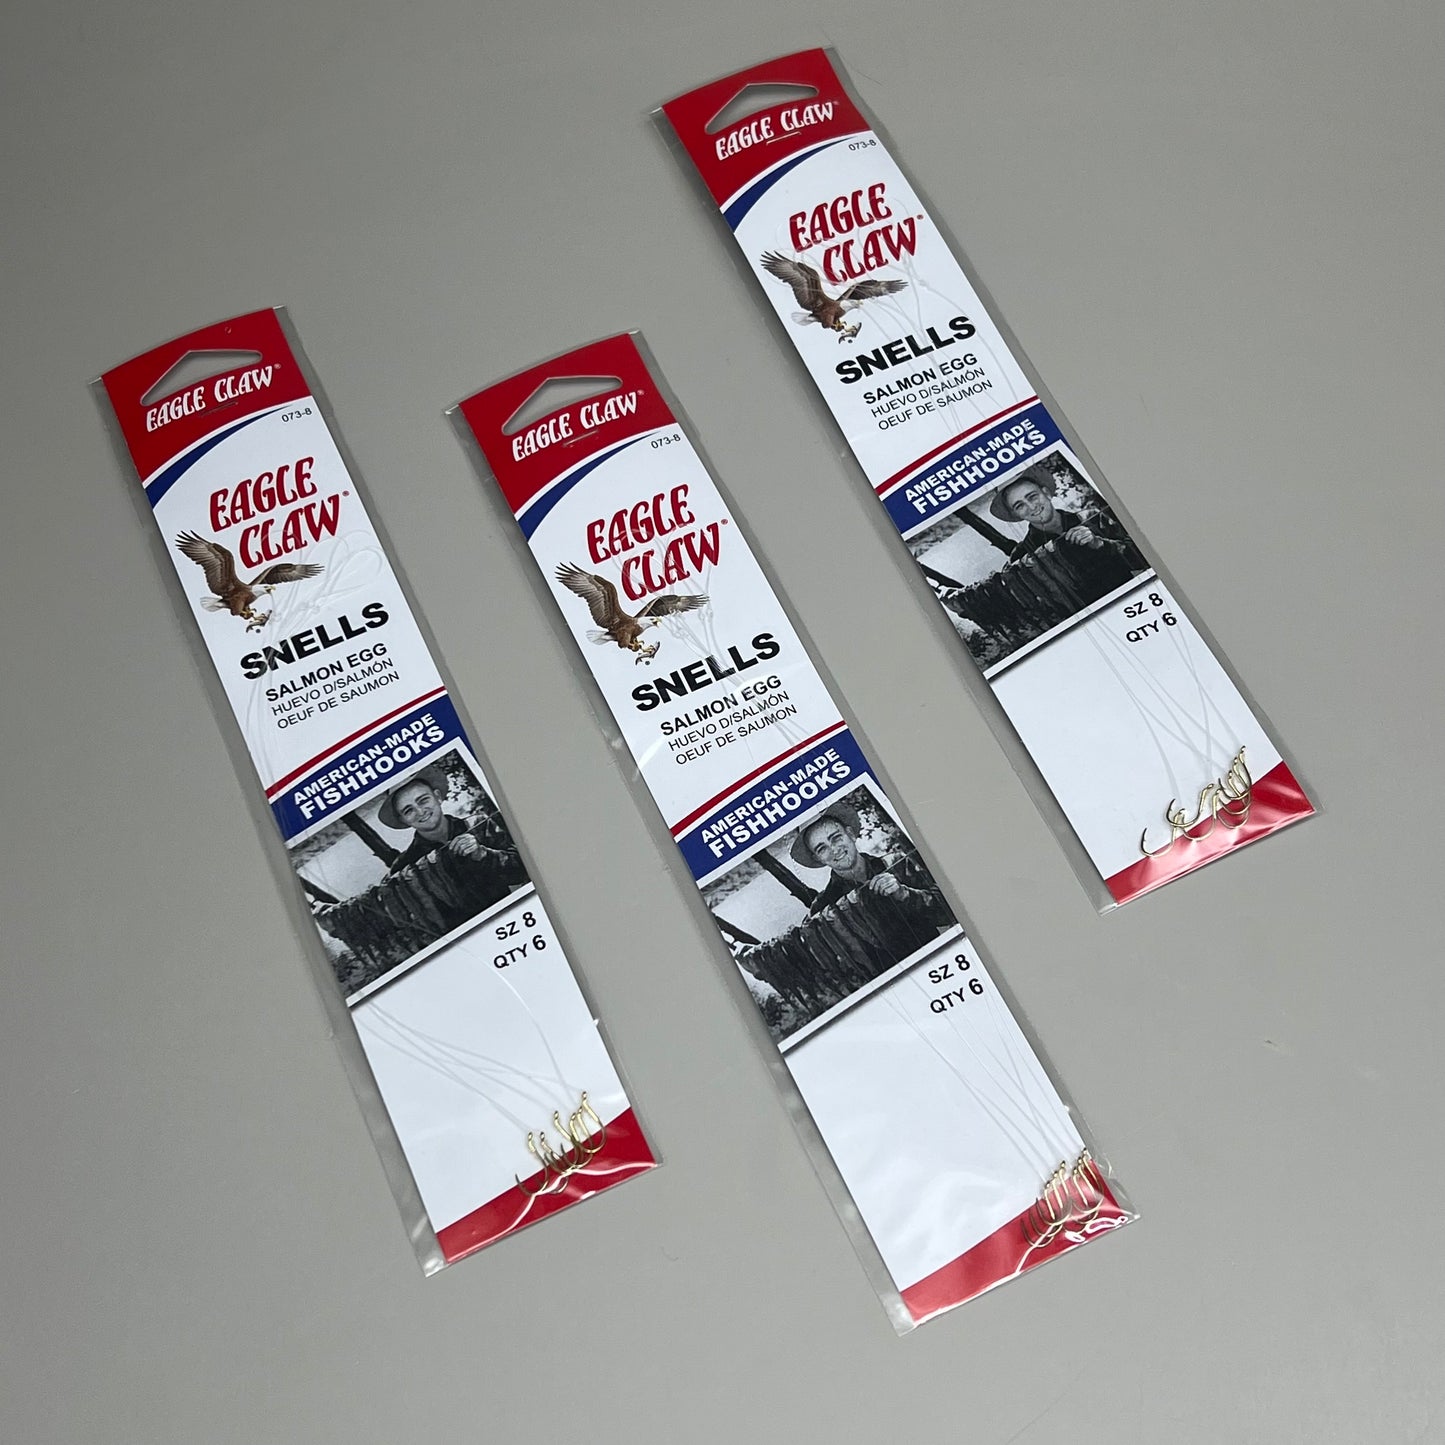 EAGLE CLAW®
073-8
EAGLE
CLAW®
SNELLS
SALMON EGG
HUEVO D/SALMÓN
OEUF DE SAUMON
AMERICAN-MADE
FISHHOOKS
SZ 8
QTY 6
EAGLE CLAW®
073-8
EAGLE
CLAW®
SNELLS
SALMON EGG
HUEVO D/SALMÓN
OEUF DE SAUMON
AMERICAN-MADE
FISHHOOKS
SZ 8
QTY 6
EAGLE CLAW®
073-8
EAGLE
CLAW®
SNELLS
SALMON EGG
HUEVO D/SALMÓN
OEUF DE SAUMON
AMERICAN-MADE
FISHHOOKS
SZ 8
QTY 6